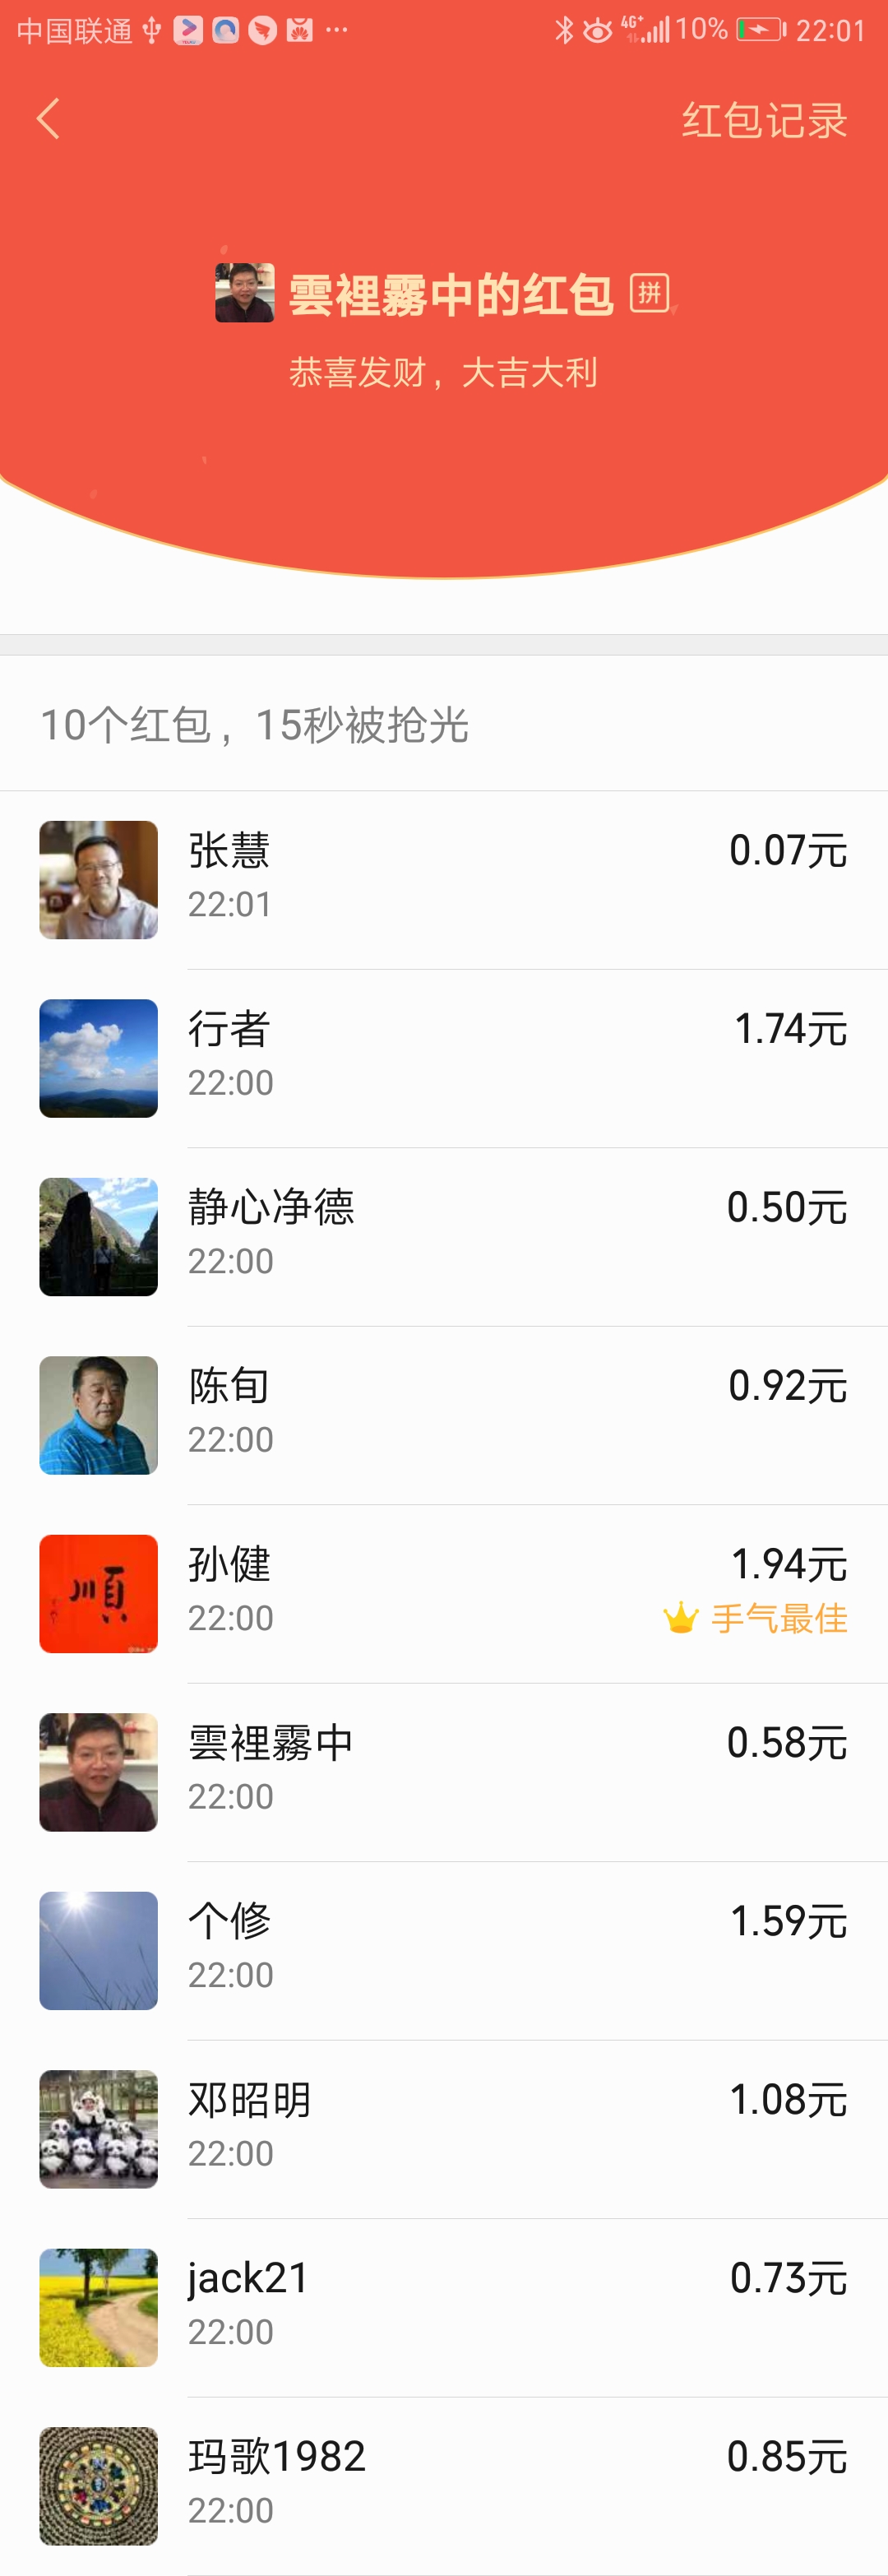 中国联通 4G+ 10% 22:01
红包记录
雲裡霧中的红包 拼
恭喜发财，大吉大利
10个红包，15秒被抢光
张慧 0.07元
22:01
行者 1.74元
22:00
静心净德 0.50元
22:00
陈旬 0.92元
22:00
孙健 1.94元
22:00 手气最佳
順
雲裡霧中 0.58元
22:00
个修 1.59元
22:00
邓昭明 1.08元
22:00
jack21 0.73元
22:00
玛歌1982 0.85元
22:00